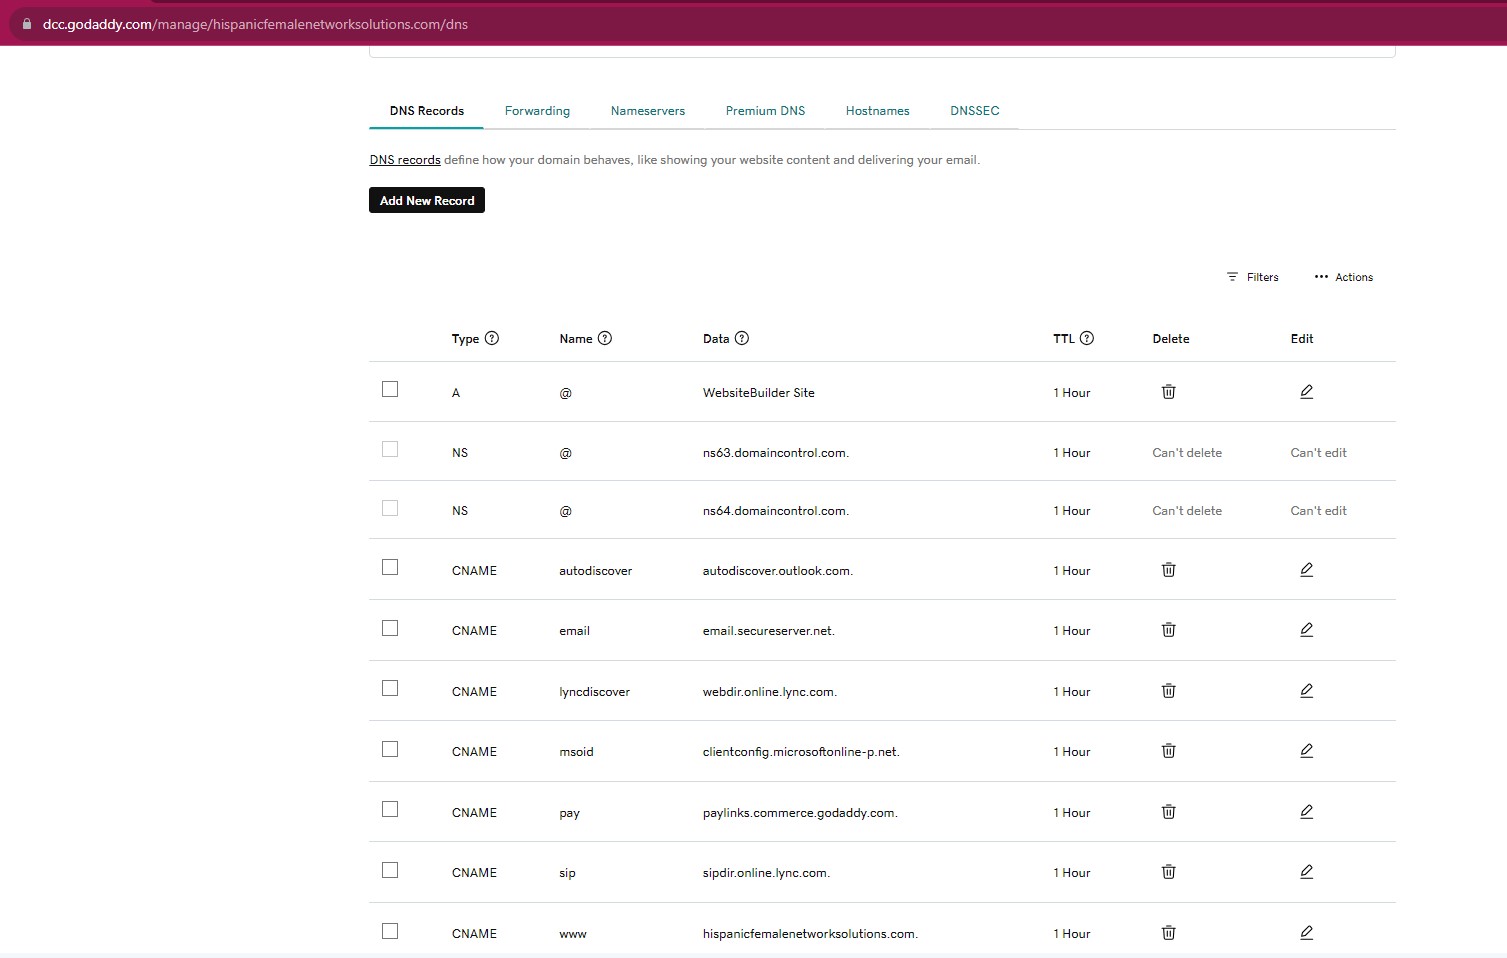 dcc.godaddy.com/manage/hispanicfemalenetworksolutions.com/dns
DNS Records Forwarding Nameservers Premium DNS Hostnames DNSSEC
DNS records define how your domain behaves, like showing your website content and delivering your email.
Add New Record
Filters Actions
Type Name Data TTL Delete Edit
A @ WebsiteBuilder Site 1 Hour
NS @ ns63.domaincontrol.com. 1 Hour Can't delete Can't edit
NS @ ns64.domaincontrol.com. 1 Hour Can't delete Can't edit
CNAME autodiscover autodiscover.outlook.com. 1 Hour
CNAME email email.secureserver.net. 1 Hour
CNAME lyncdiscover webdir.online.lync.com. 1 Hour
CNAME msoid clientconfig.microsoftonline-p.net. 1 Hour
CNAME pay paylinks.commerce.godaddy.com. 1 Hour
CNAME sip sipdir.online.lync.com. 1 Hour
CNAME www hispanicfemalenetworksolutions.com. 1 Hour